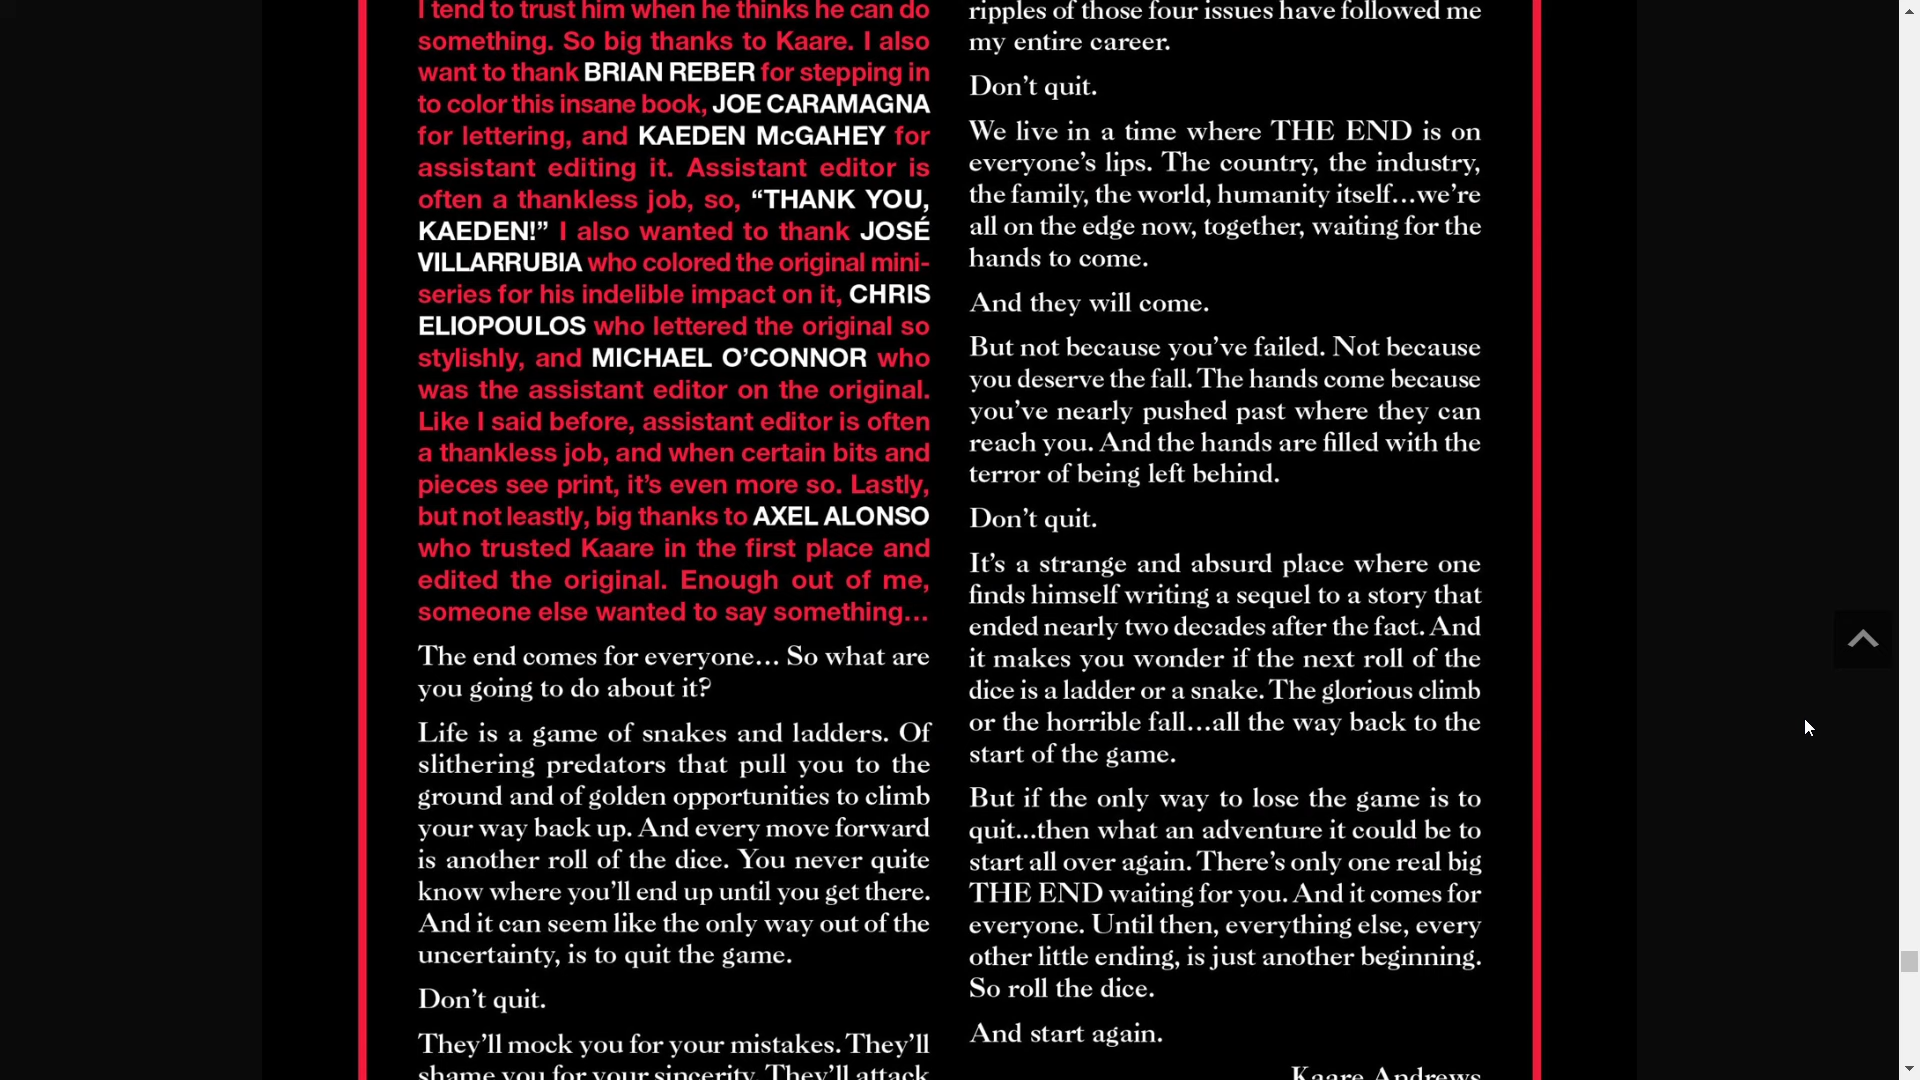 I tend to trust him when he thinks he can do
something. So big thanks to Kaare. I also
want to thank BRIAN REBER for stepping in
to color this insane book, JOE CARAMAGNA
for lettering, and KAEDEN McGAHEY for
assistant editing it. Assistant editor is
often a thankless job, so, “THANK YOU,
KAEDEN!” I also wanted to thank JOSÉ
VILLARRUBIA who colored the original mini-
series for his indelible impact on it, CHRIS
ELIOPOULOS who lettered the original so
stylishly, and MICHAEL O’CONNOR who
was the assistant editor on the original.
Like I said before, assistant editor is often
a thankless job, and when certain bits and
pieces see print, it’s even more so. Lastly,
but not leastly, big thanks to AXEL ALONSO
who trusted Kaare in the first place and
edited the original. Enough out of me,
someone else wanted to say something…
The end comes for everyone… So what are
you going to do about it?
Life is a game of snakes and ladders. Of
slithering predators that pull you to the
ground and of golden opportunities to climb
your way back up. And every move forward
is another roll of the dice. You never quite
know where you’ll end up until you get there.
And it can seem like the only way out of the
uncertainty, is to quit the game.
Don’t quit.
They’ll mock you for your mistakes. They’ll
shame you for your sincerity. They’ll attack
ripples of those four issues have followed me
my entire career.
Don’t quit.
We live in a time where THE END is on
everyone’s lips. The country, the industry,
the family, the world, humanity itself…we’re
all on the edge now, together, waiting for the
hands to come.
And they will come.
But not because you’ve failed. Not because
you deserve the fall. The hands come because
you’ve nearly pushed past where they can
reach you. And the hands are filled with the
terror of being left behind.
Don’t quit.
It’s a strange and absurd place where one
finds himself writing a sequel to a story that
ended nearly two decades after the fact. And
it makes you wonder if the next roll of the
dice is a ladder or a snake. The glorious climb
or the horrible fall…all the way back to the
start of the game.
But if the only way to lose the game is to
quit...then what an adventure it could be to
start all over again. There’s only one real big
THE END waiting for you. And it comes for
everyone. Until then, everything else, every
other little ending, is just another beginning.
So roll the dice.
And start again.
Kaare Andrews